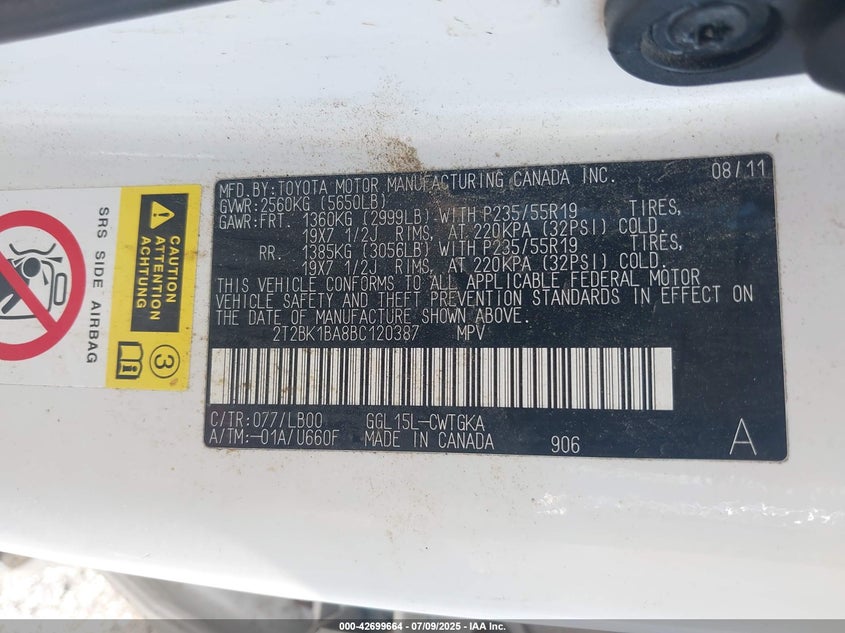 MFD. BY: TOYOTA MOTOR MANUFACTURING CANADA INC. 08/11
GVWR: 2560KG (5650LB)
GAWR: FRT. 1360KG (2999LB) WITH P235/55R19 TIRES,
19X7 1/2J RIMS, AT 220KPA (32PSI) COLD.
RR. 1385KG (3056LB) WITH P235/55R19 TIRES,
19X7 1/2J RIMS, AT 220KPA (32PSI) COLD.
THIS VEHICLE CONFORMS TO ALL APPLICABLE FEDERAL MOTOR
VEHICLE SAFETY AND THEFT PREVENTION STANDARDS IN EFFECT ON
THE DATE OF MANUFACTURE SHOWN ABOVE.
2T2BK1BA8BC120387 MPV
C/TR: 077/LB00 GGL15L-CWTGKA
A/TM: -01A/U660F MADE IN CANADA 906 A
SRS SIDE AIRBAG
CAUTION
ATTENTION
ACHTUNG
3
000-42699664 - 07/09/2025 - IAA Inc.